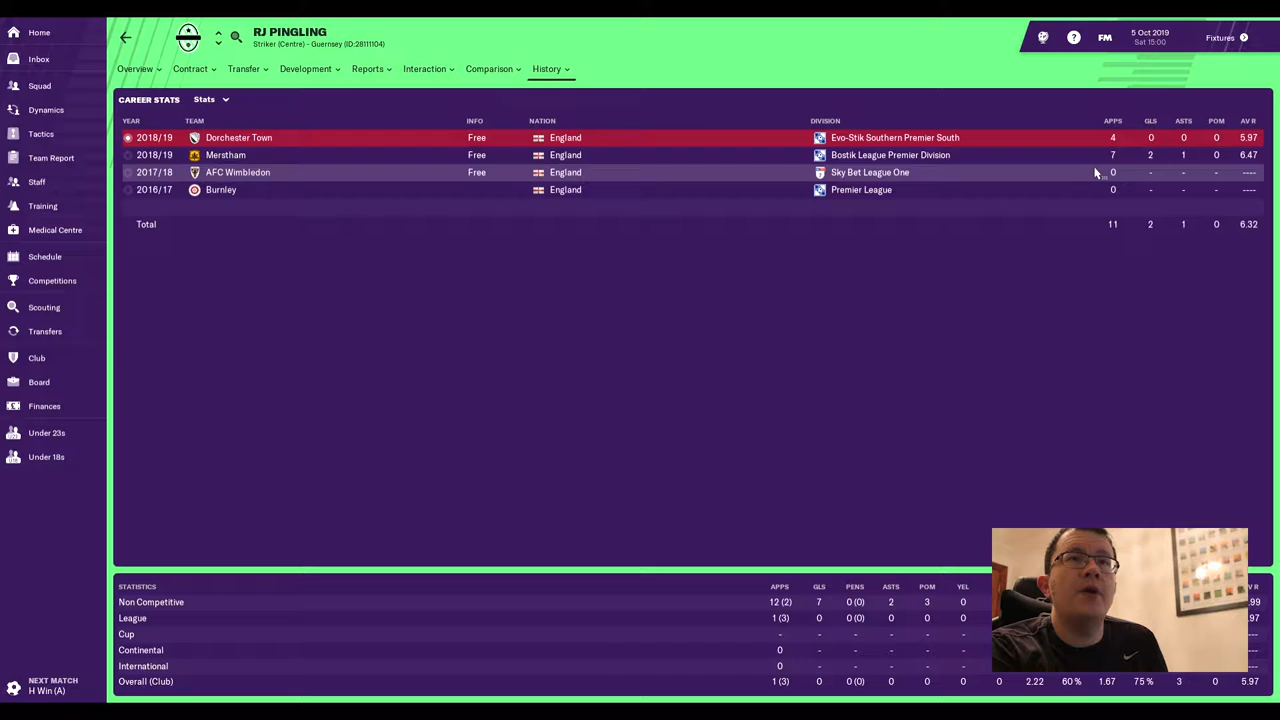 Home
Inbox
Squad
Dynamics
Tactics
Team Report
Staff
Training
Medical Centre
Schedule
Competitions
Scouting
Transfers
Club
Board
Finances
Under 23s
Under 18s
NEXT MATCH
H Win (A)
RJ PINGLING
Striker (Centre) - Guernsey (ID:28111104)
? FM 5 Oct 2019 Fixtures
Sat 15:00
Overview Contract Transfer Development Reports Interaction Comparison History
CAREER STATS Stats
YEAR TEAM INFO NATION DIVISION APPS GLS ASTS POM AV R
2018/19 Dorchester Town Free England Evo-Stik Southern Premier South 4 0 0 0 5.97
2018/19 Merstham Free England Bostik League Premier Division 7 2 1 0 6.47
2017/18 AFC Wimbledon Free England Sky Bet League One 0 - - - ----
2016/17 Burnley England Premier League 0 - - - ----
Total 11 2 1 0 6.32
STATISTICS APPS GLS PENS ASTS POM YEL V R
Non Competitive 12 (2) 7 0 (0) 2 3 0 .99
League 1 (3) 0 0 (0) 0 0 0 .97
Cup - - - - - - ---
Continental 0 - - - - - ---
International 0 - - - - - ---
Overall (Club) 1 (3) 0 0 (0) 0 0 0 0 2.22 60 % 1.67 75 % 3 0 5.97